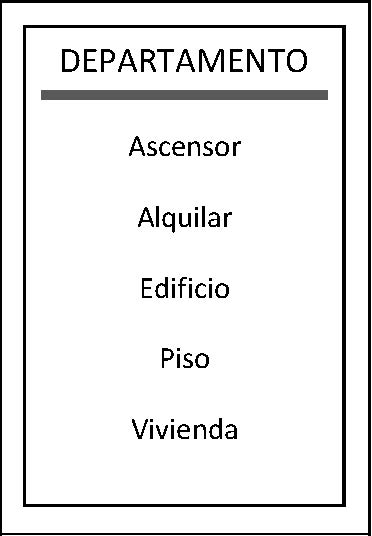 DEPARTAMENTO
Ascensor
Alquilar
Edificio
Piso
Vivienda